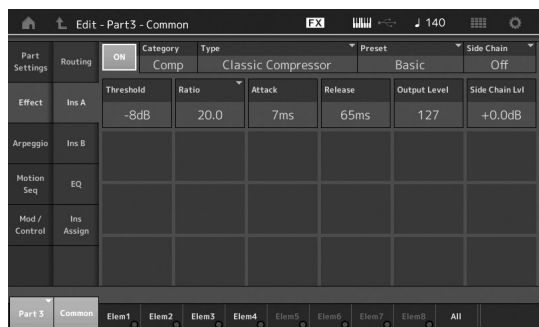 Edit - Part3 - Common FX ♩ 140
Part Settings
Routing
ON
Category
Comp
Type
Classic Compressor
Preset
Basic
Side Chain
Off
Effect
Ins A
Threshold
-8dB
Ratio
20.0
Attack
7ms
Release
65ms
Output Level
127
Side Chain Lvl
+0.0dB
Arpeggio
Ins B
Motion Seq
EQ
Mod / Control
Ins Assign
Part 3
Common
Elem1 Elem2 Elem3 Elem4 Elem5 Elem6 Elem7 Elem8 All